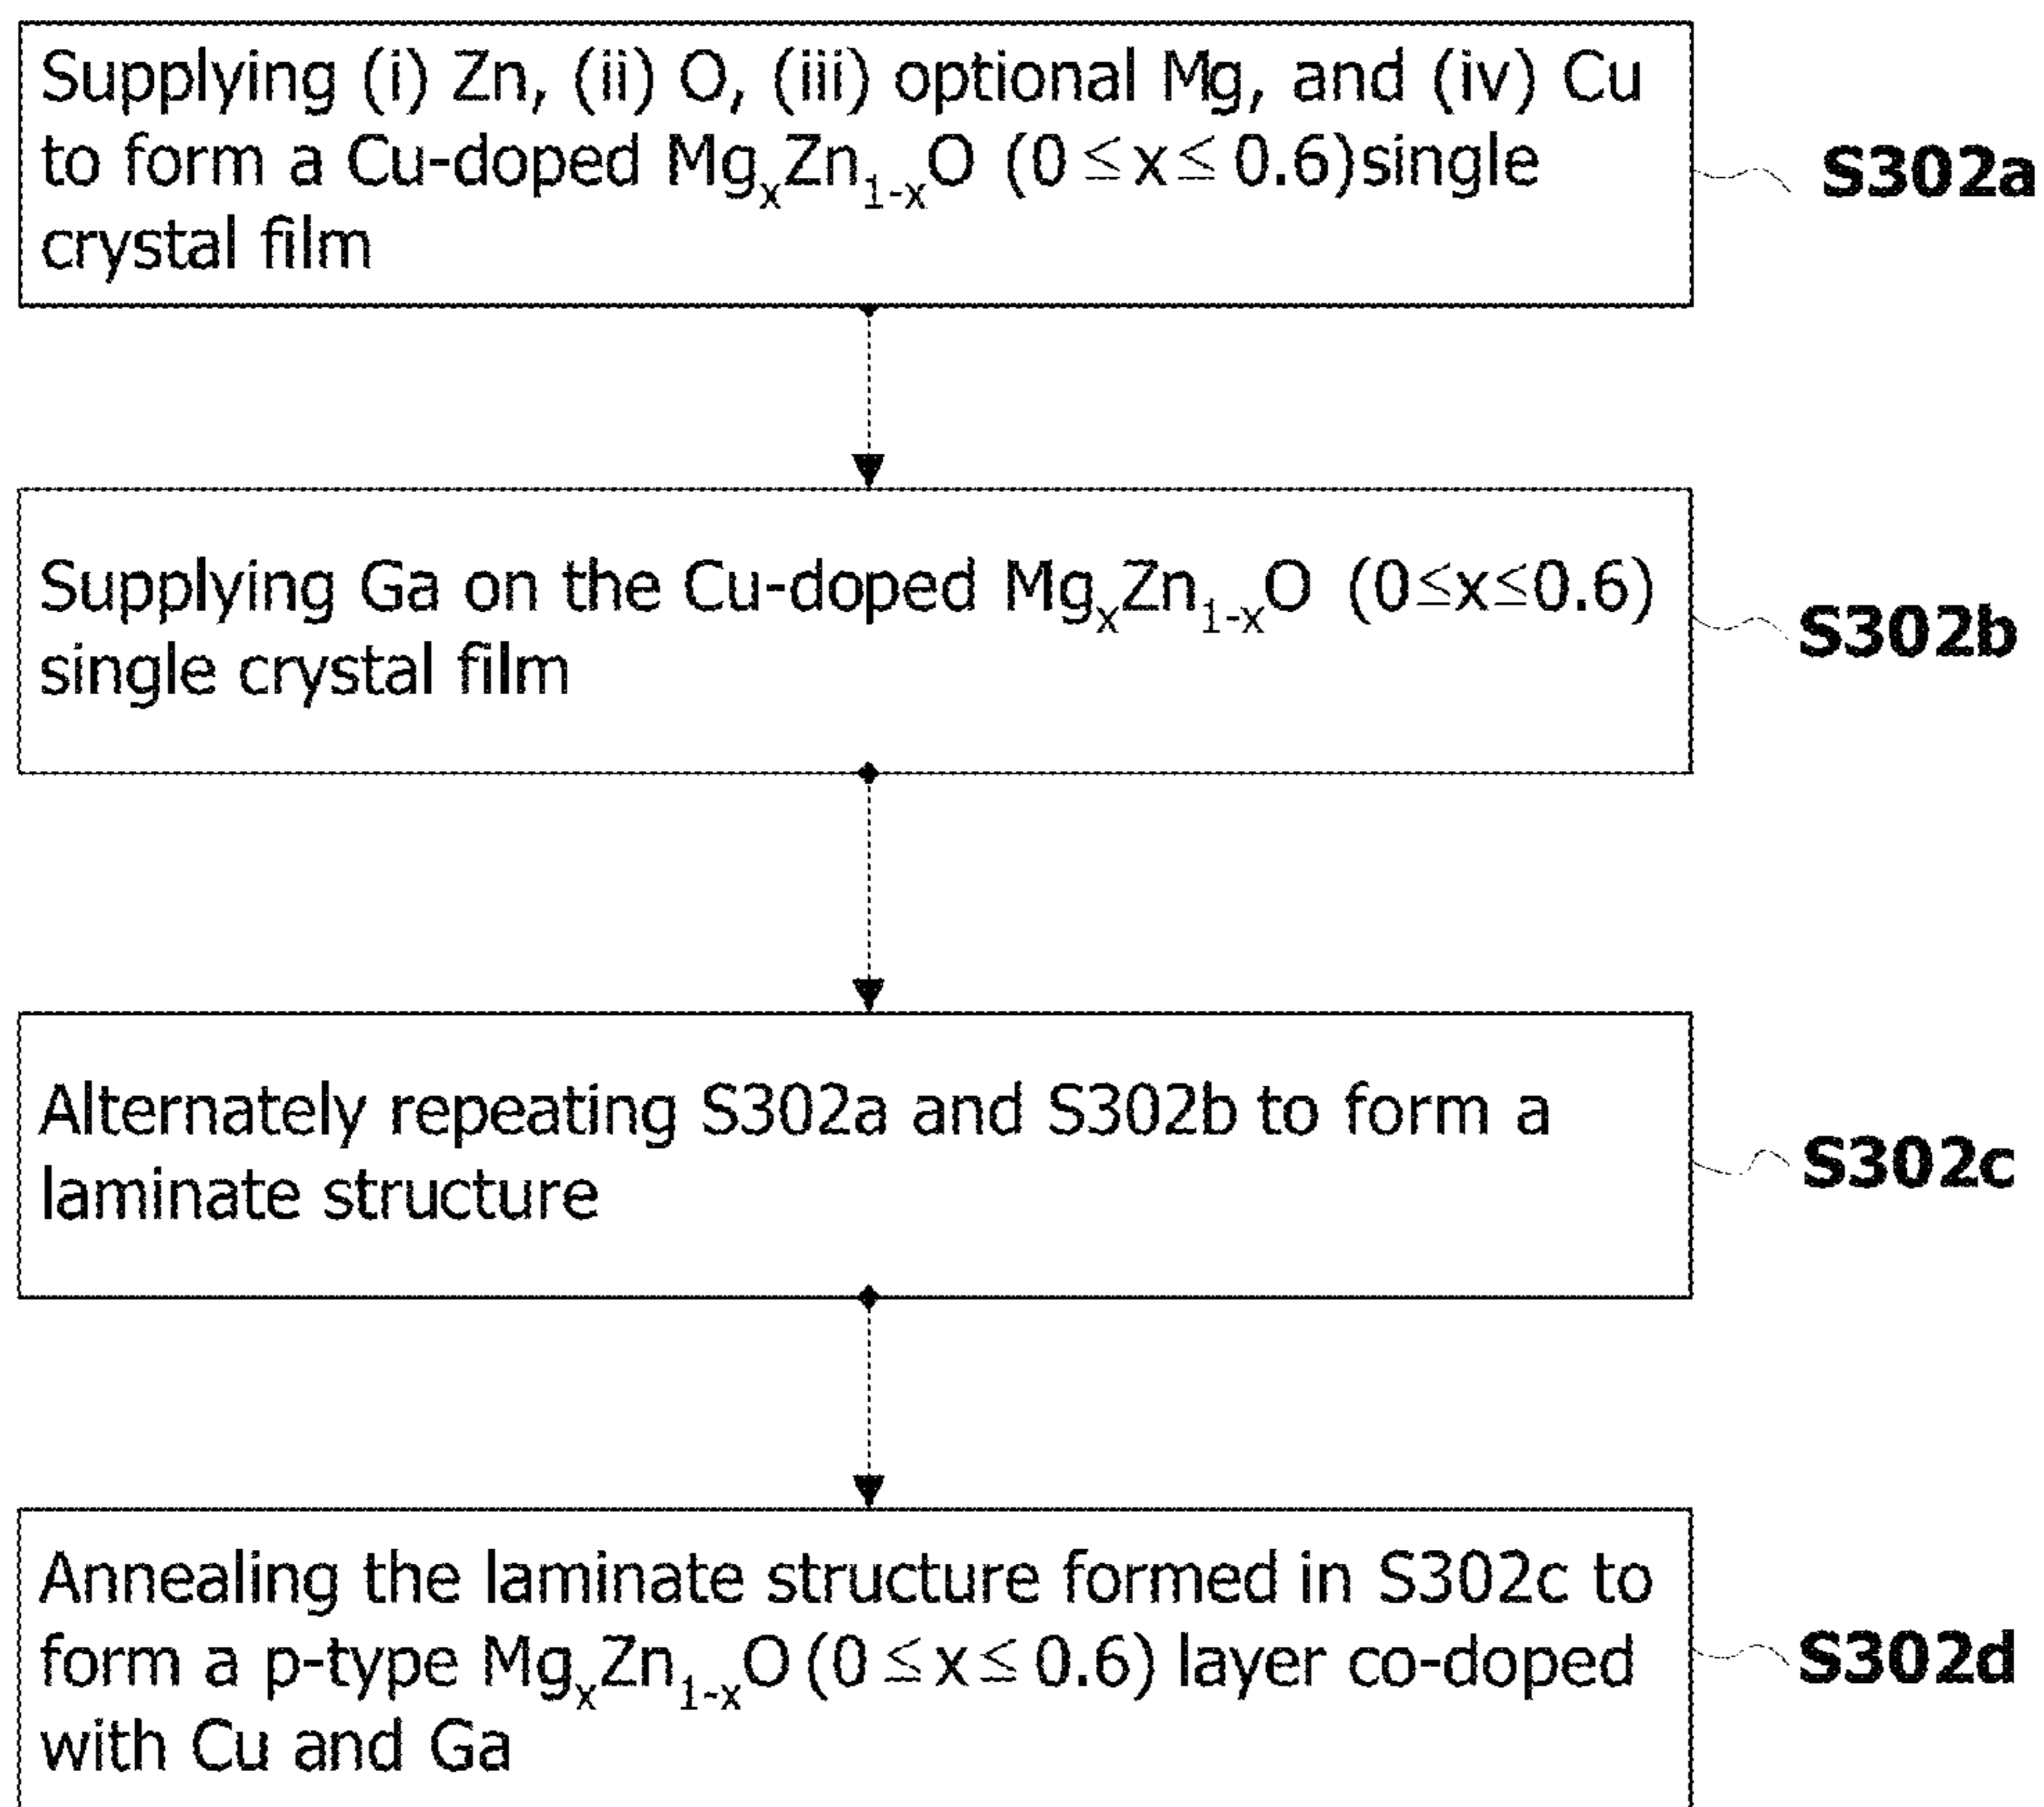 Supplying (i) Zn, (ii) O, (iii) optional Mg, and (iv) Cu
to form a Cu-doped MgₓZn₁₋ₓO (0≤x≤0.6)single
crystal film
S302a
Supplying Ga on the Cu-doped MgₓZn₁₋ₓO (0≤x≤0.6)
single crystal film
S302b
Alternately repeating S302a and S302b to form a
laminate structure
S302c
Annealing the laminate structure formed in S302c to
form a p-type MgₓZn₁₋ₓO (0≤x≤0.6) layer co-doped
with Cu and Ga
S302d